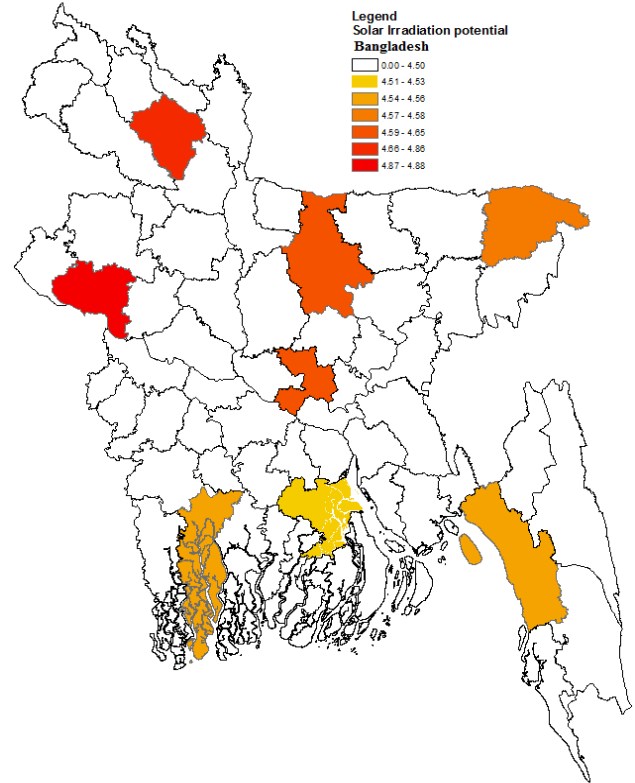 Legend
Solar Irradiation potential
Bangladesh
0.00 - 4.50
4.51 - 4.53
4.54 - 4.56
4.57 - 4.58
4.59 - 4.65
4.66 - 4.86
4.87 - 4.88